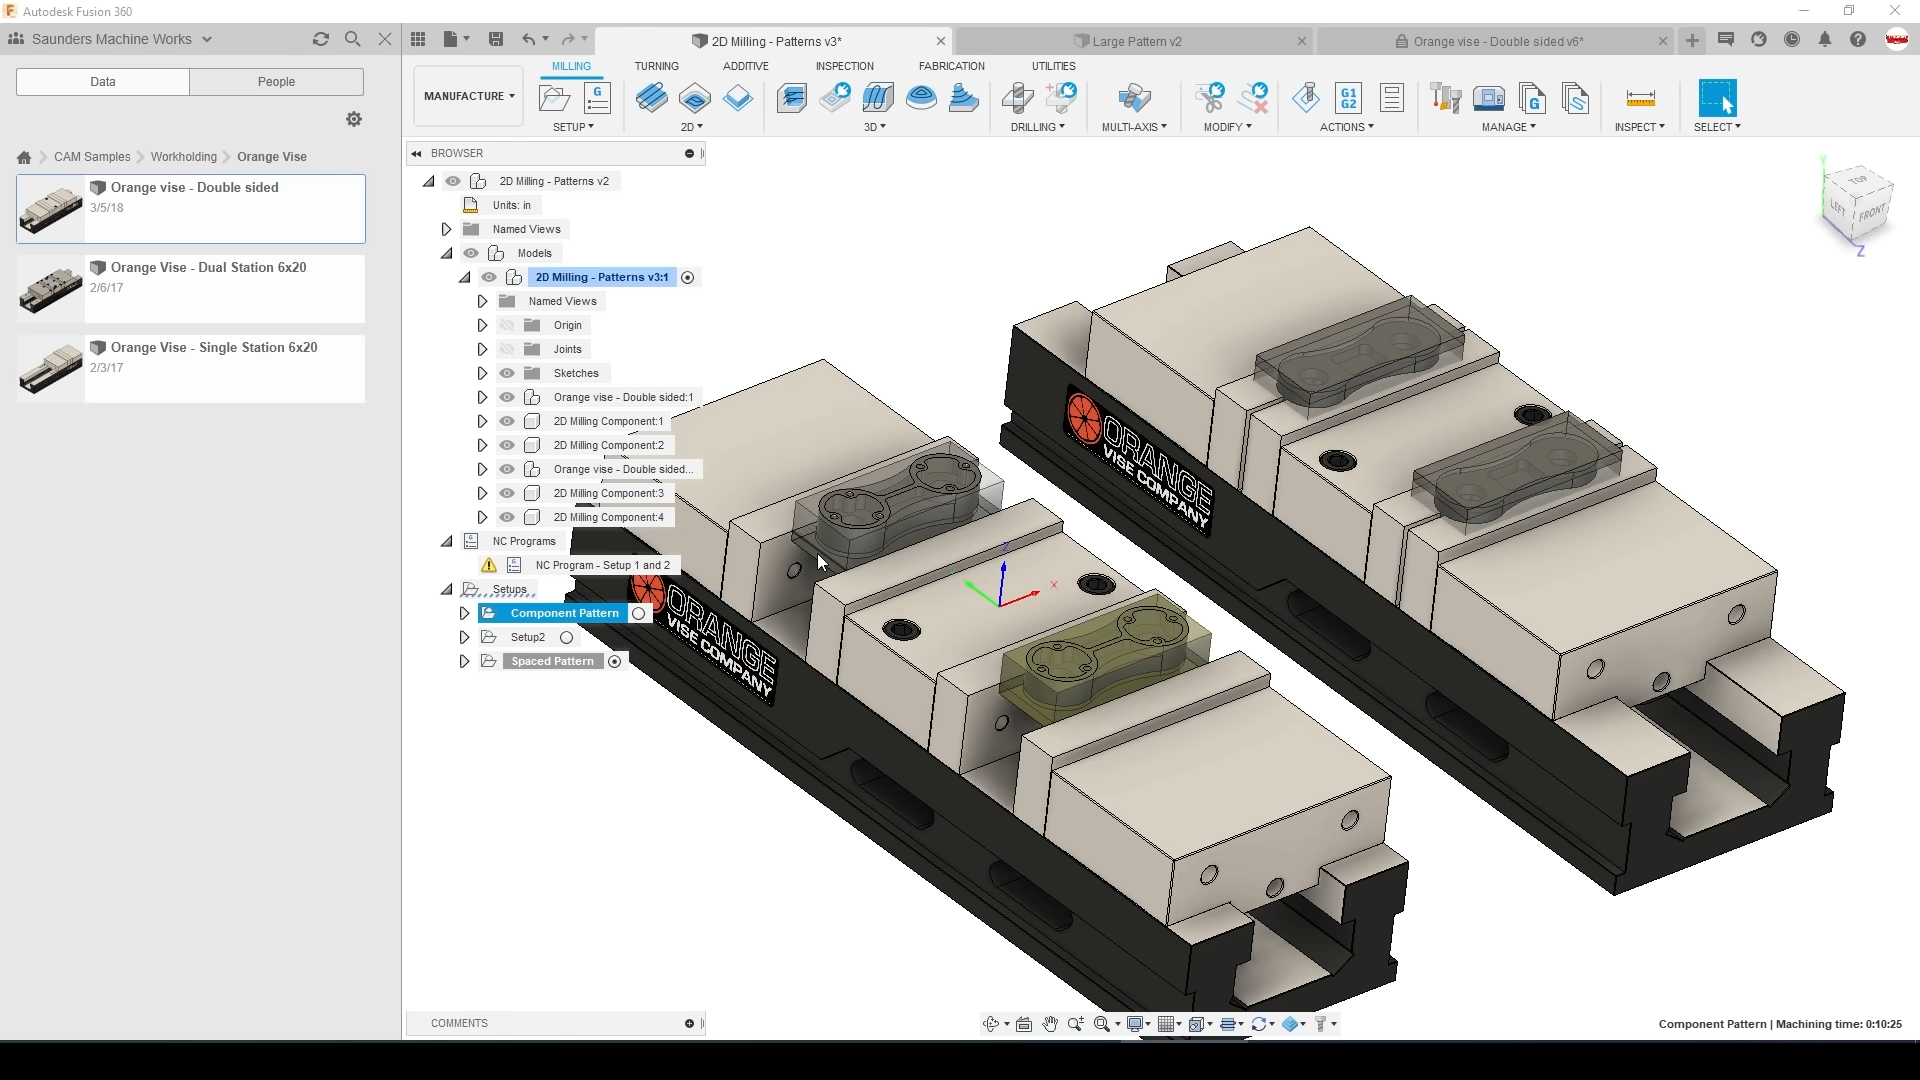 Autodesk Fusion 360
Saunders Machine Works
2D Milling - Patterns v3*
Large Pattern v2
Orange vise - Double sided v6*
Data
People
MILLING
TURNING
ADDITIVE
INSPECTION
FABRICATION
UTILITIES
MANUFACTURE
SETUP
2D
3D
DRILLING
MULTI-AXIS
MODIFY
ACTIONS
MANAGE
INSPECT
SELECT
G1
G2
CAM Samples
Workholding
Orange Vise
Orange vise - Double sided
3/5/18
Orange Vise - Dual Station 6x20
2/6/17
Orange Vise - Single Station 6x20
2/3/17
BROWSER
2D Milling - Patterns v2
Units: in
Named Views
Models
2D Milling - Patterns v3:1
Named Views
Origin
Joints
Sketches
Orange vise - Double sided:1
2D Milling Component:1
2D Milling Component:2
Orange vise - Double sided...
2D Milling Component:3
2D Milling Component:4
NC Programs
NC Program - Setup 1 and 2
Setups
Component Pattern
Setup2
Spaced Pattern
TOP
LEFT
FRONT
Y
Z
ORANGE
VISE COMPANY
ORANGE
VISE COMPANY
Z
X
COMMENTS
Component Pattern | Machining time: 0:10:25